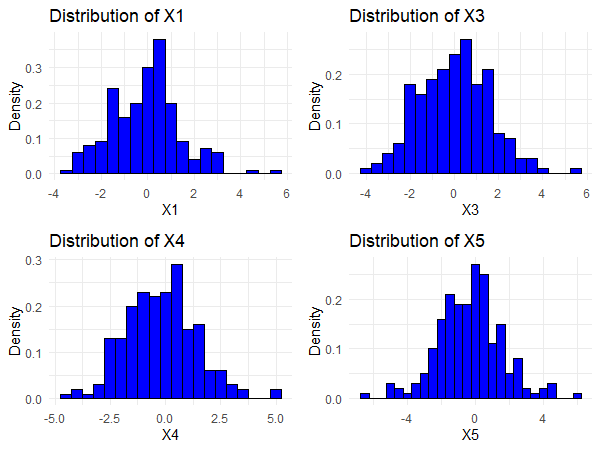 Distribution of X1
Density
0.3
0.2
0.1
0.0
-4 -2 0 2 4 6
X1
Distribution of X3
Density
0.2
0.1
0.0
-4 -2 0 2 4 6
X3
Distribution of X4
Density
0.3
0.2
0.1
0.0
-5.0 -2.5 0.0 2.5 5.0
X4
Distribution of X5
Density
0.2
0.1
0.0
-4 0 4
X5